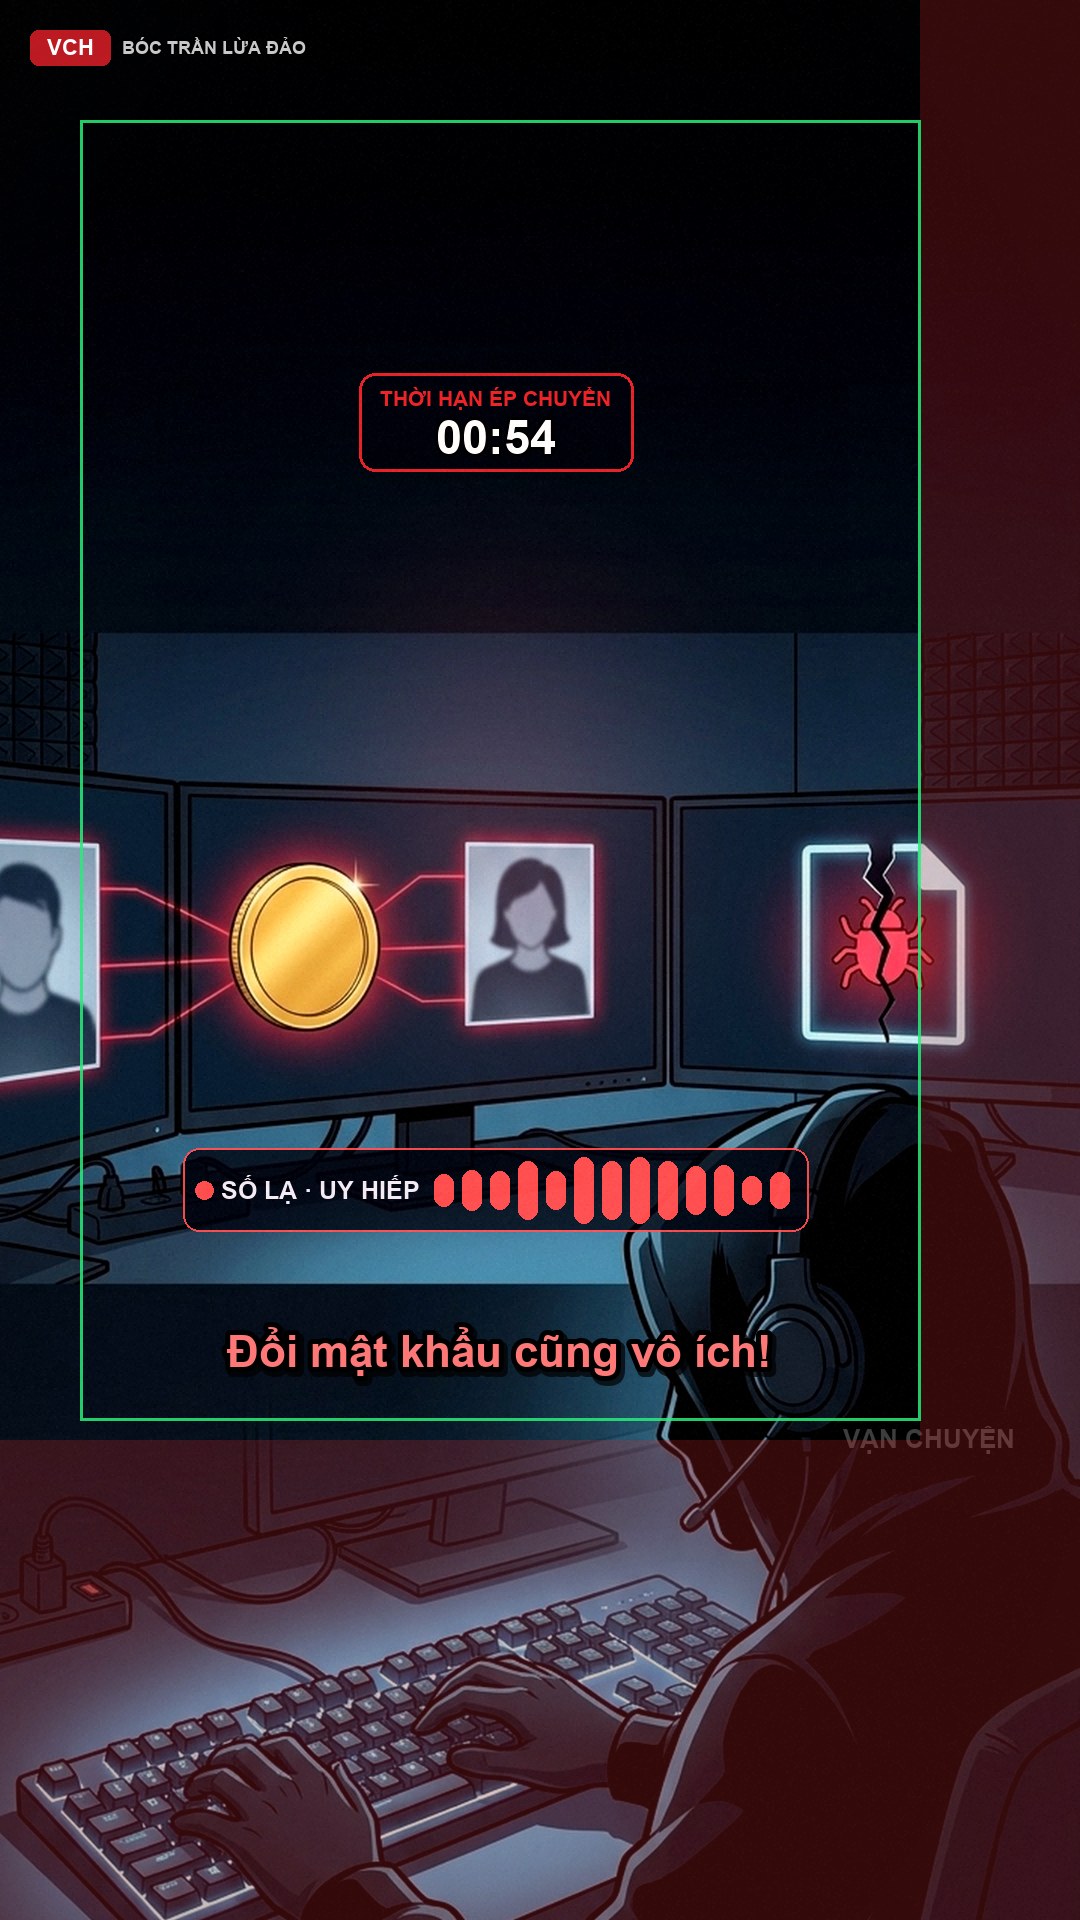 VCH BÓC TRẦN LỪA ĐẢO
THỜI HẠN ÉP CHUYỂN
00:54
SỐ LẠ · UY HIẾP
Đổi mật khẩu cũng vô ích!
VẠN CHUYỆN